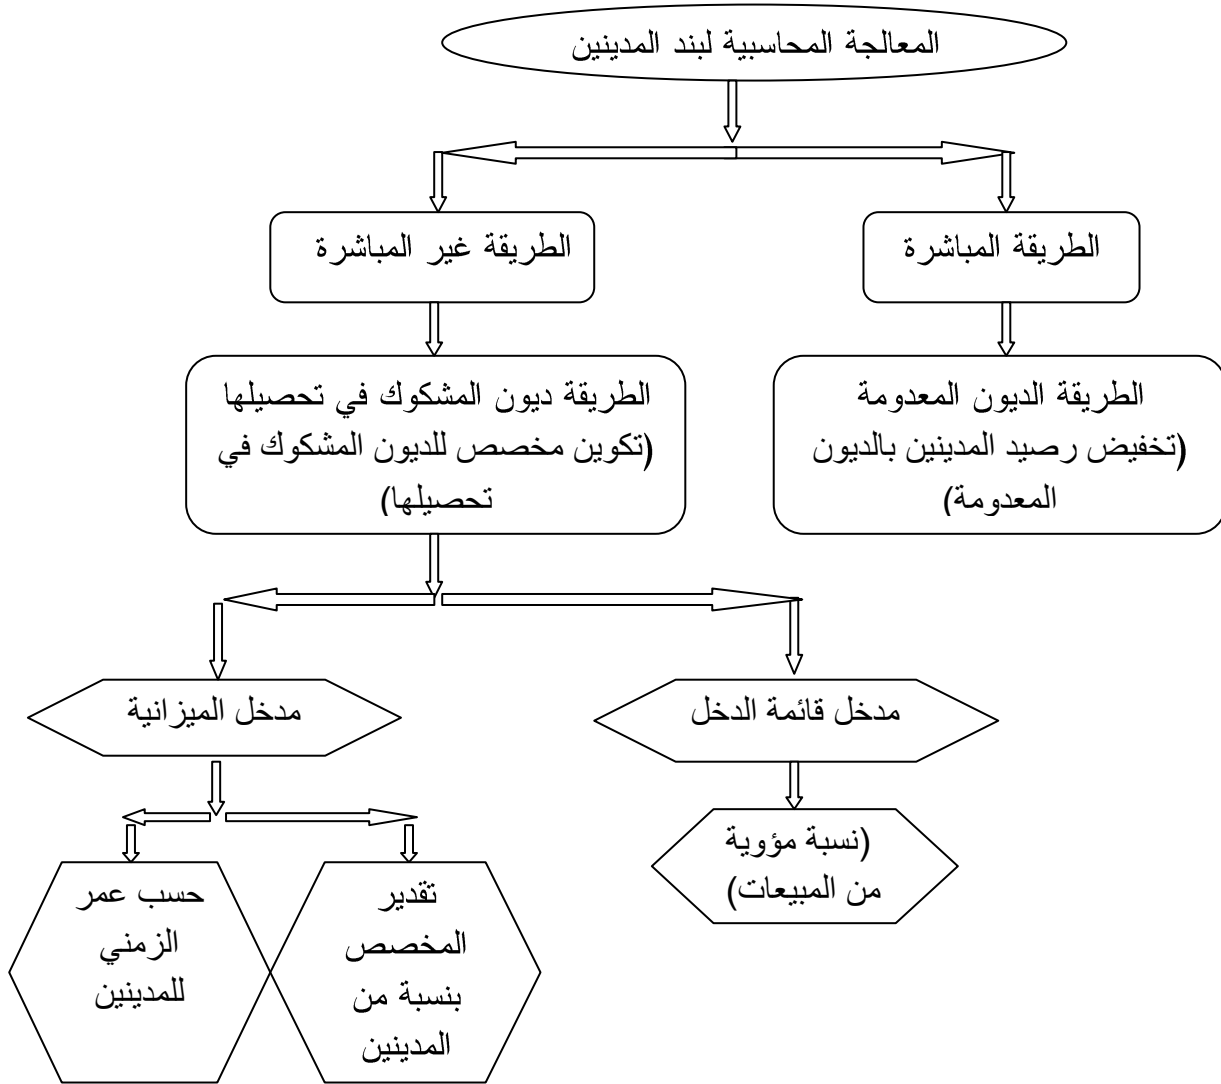 المعالجة المحاسبية لبند المدينين
الطريقة المباشرة
الطريقة غير المباشرة
الطريقة الديون المعدومة
(تخفيض رصيد المدينين بالديون
المعدومة)
الطريقة ديون المشكوك في تحصيلها
(تكوين مخصص للديون المشكوك في
تحصيلها)
مدخل قائمة الدخل
مدخل الميزانية
(نسبة مؤوية
من المبيعات)
تقدير
المخصص
بنسبة من
المدينين
حسب عمر
الزمني
للمدينين